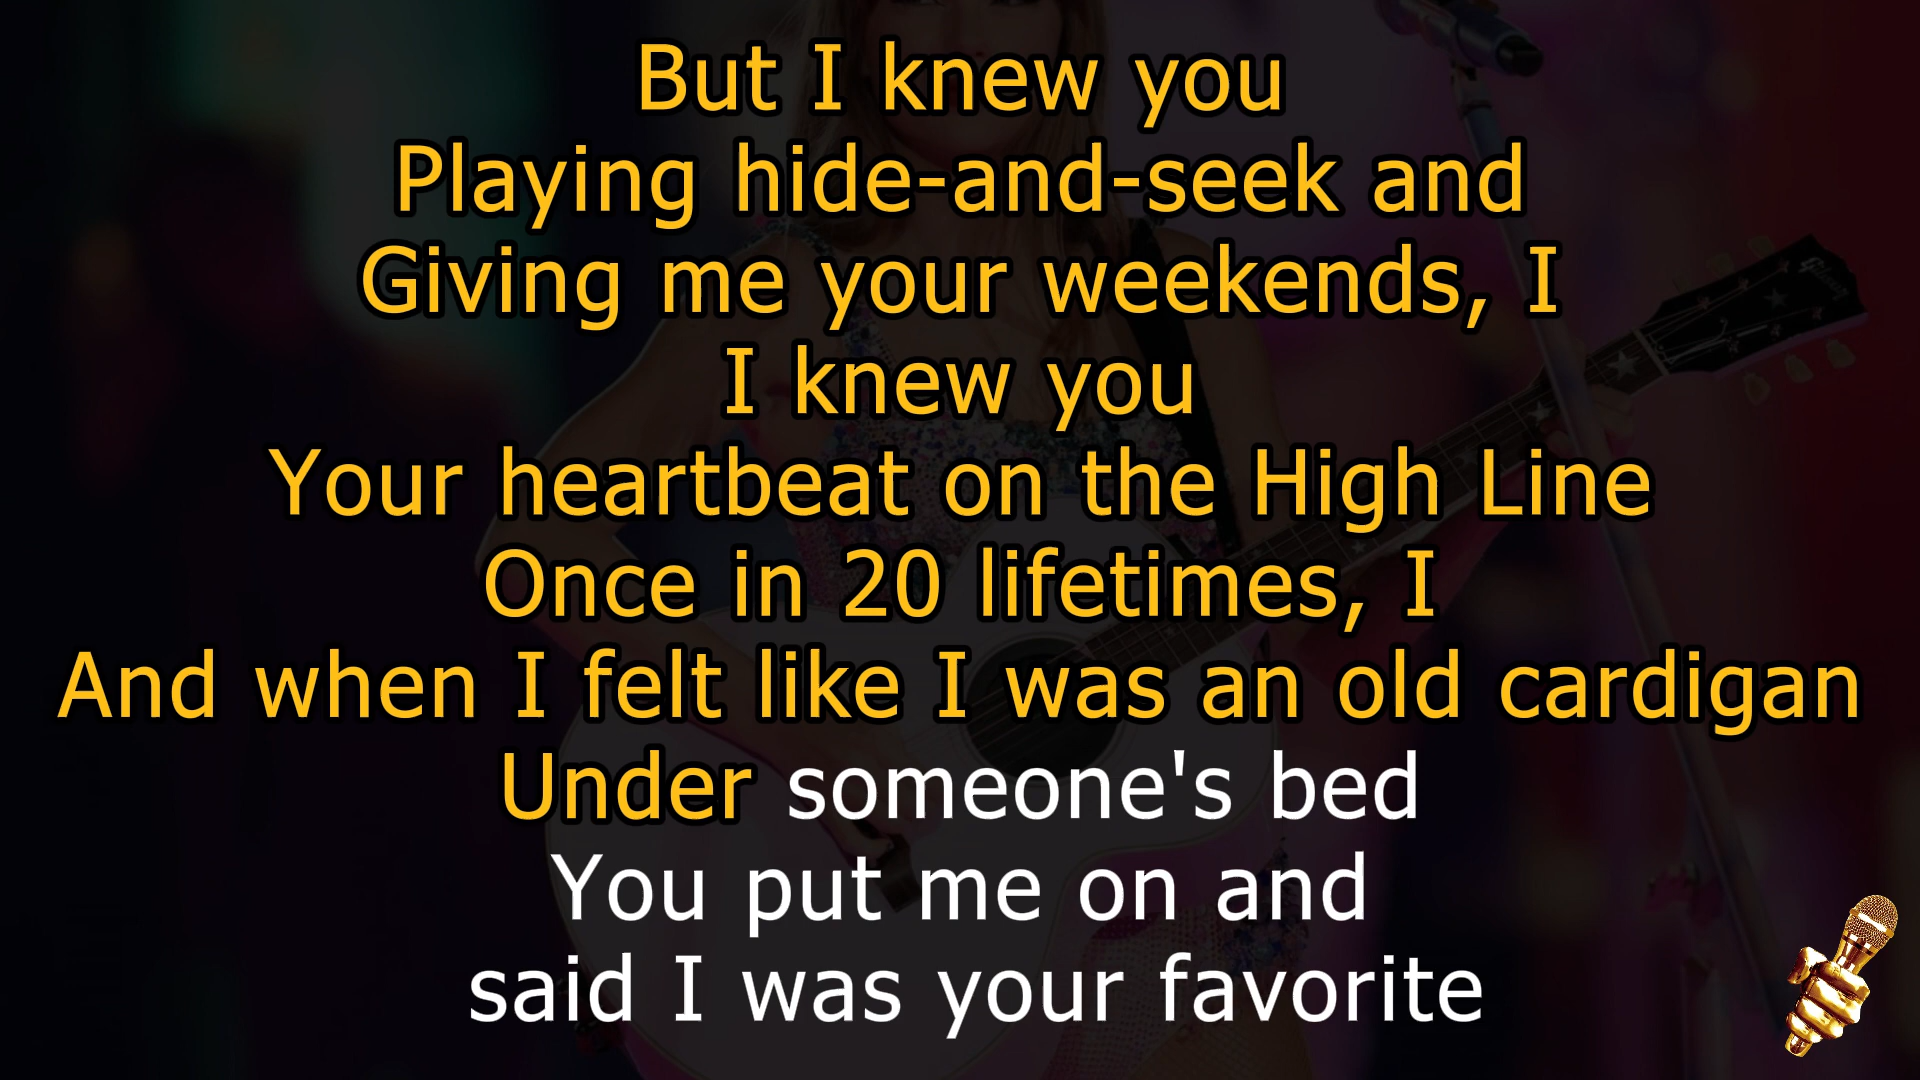 But I knew you
Playing hide-and-seek and
Giving me your weekends, I
I knew you
Your heartbeat on the High Line
Once in 20 lifetimes, I
And when I felt like I was an old cardigan
Under someone's bed
You put me on and
said I was your favorite
Gibson